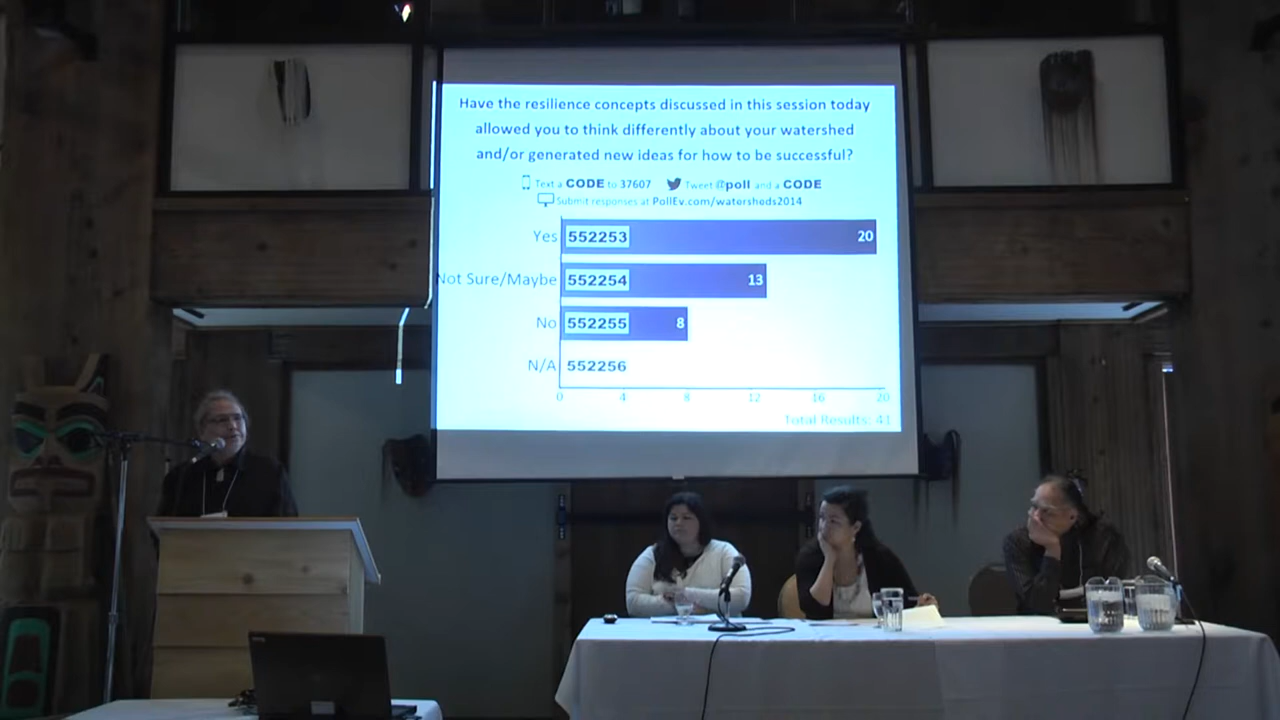 Have the resilience concepts discussed in this session today
allowed you to think differently about your watershed
and/or generated new ideas for how to be successful?
Text a CODE to 37607 Tweet @poll and a CODE
Submit responses at PollEv.com/watersheds2014
Yes 552253 20
Not Sure/Maybe 552254 13
No 552255 8
N/A 552256
0 4 8 12 16 20
Total Results: 41